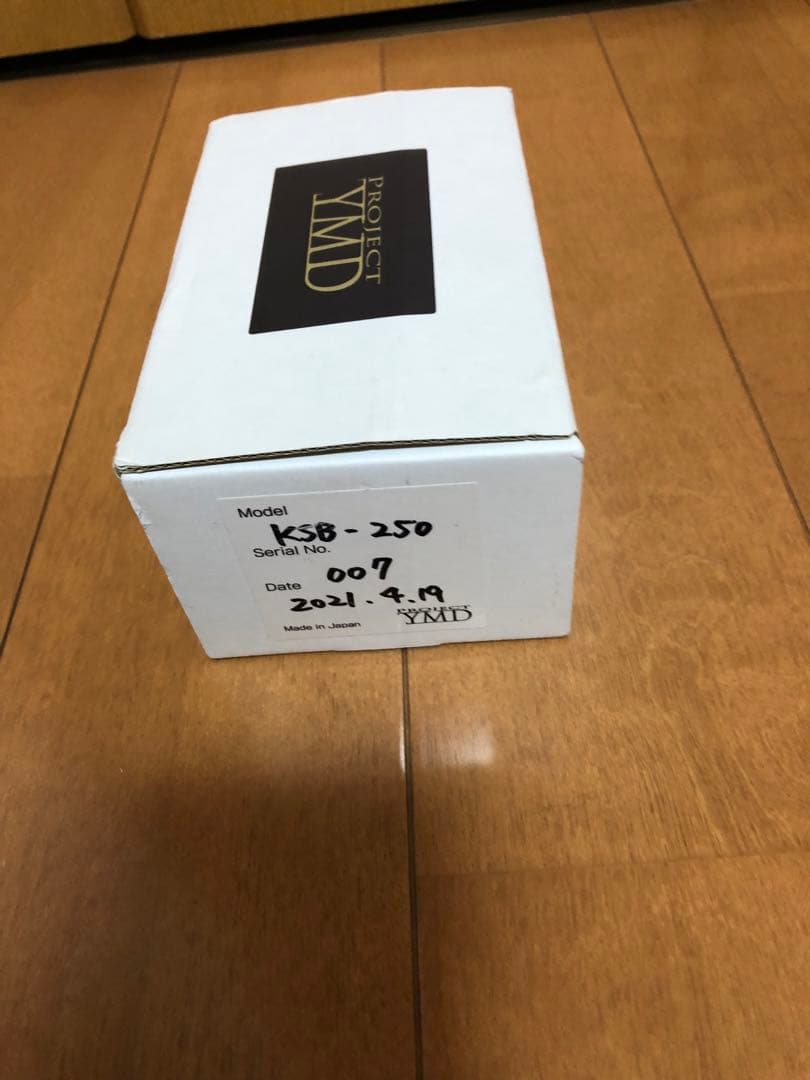 PROJECT
YMD
Model
KSB-250
Serial No.
007
Date
2021.4.19
Made in Japan
PROJECT
YMD